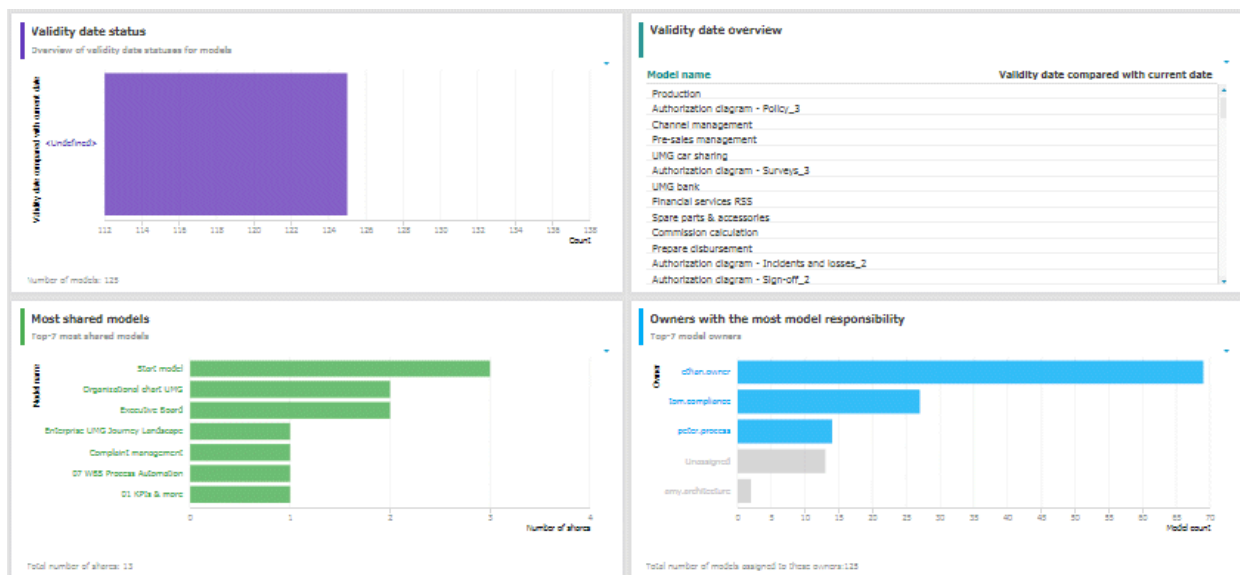 Validity date status
Overview of validity date statuses for models
Validity date compared with current date
<Undefined>
112 114 116 118 120 122 124 126 128 130 132 134 136 138
Count
Number of models: 125
Validity date overview
Model name Validity date compared with current date
Production
Authorization diagram - Policy_3
Channel management
Pre-sales management
UMG car sharing
Authorization diagram - Surveys_3
UMG bank
Financial services RSS
Spare parts & accessories
Commission calculation
Prepare disbursement
Authorization diagram - Incidents and losses_2
Authorization diagram - Sign-off_2
Most shared models
Top-7 most shared models
Model name
Start model
Organizational chart UMG
Executive Board
Enterprise UMG Journey Landscape
Complaint management
07 WBS Process Automation
01 KPIs & more
0 1 2 3 4
Number of shares
Total number of shares: 13
Owners with the most model responsibility
Top-7 model owners
Owner
ethan.owner
tom.compliance
peter.process
Unassigned
amy.architecture
0 5 10 15 20 25 30 35 40 45 50 55 60 65 70
Model count
Total number of models assigned to these owners:125